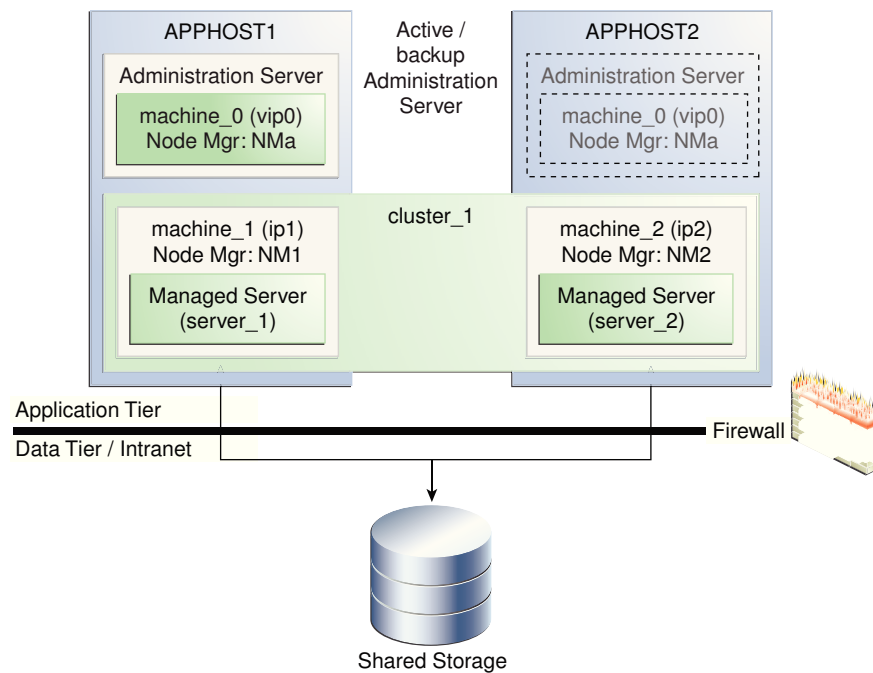 APPHOST1
Active /
backup
Administration
Server
APPHOST2
Administration Server
machine_0 (vip0)
Node Mgr: NMa
Administration Server
machine_0 (vip0)
Node Mgr: NMa
cluster_1
machine_1 (ip1)
Node Mgr: NM1
Managed Server
(server_1)
machine_2 (ip2)
Node Mgr: NM2
Managed Server
(server_2)
Application Tier
Firewall
Data Tier / Intranet
Shared Storage